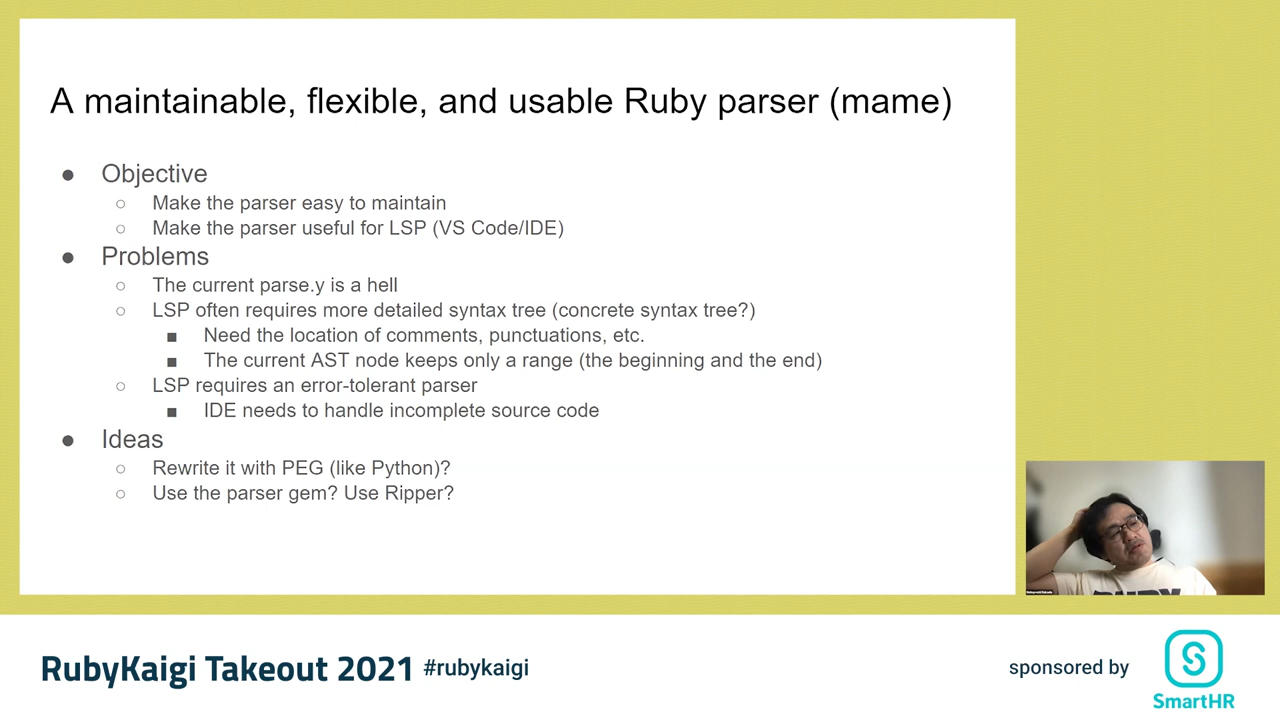 A maintainable, flexible, and usable Ruby parser (mame)
● Objective
○ Make the parser easy to maintain
○ Make the parser useful for LSP (VS Code/IDE)
● Problems
○ The current parse.y is a hell
○ LSP often requires more detailed syntax tree (concrete syntax tree?)
■ Need the location of comments, punctuations, etc.
■ The current AST node keeps only a range (the beginning and the end)
○ LSP requires an error-tolerant parser
■ IDE needs to handle incomplete source code
● Ideas
○ Rewrite it with PEG (like Python)?
○ Use the parser gem? Use Ripper?
RubyKaigi Takeout 2021 #rubykaigi
sponsored by
SmartHR